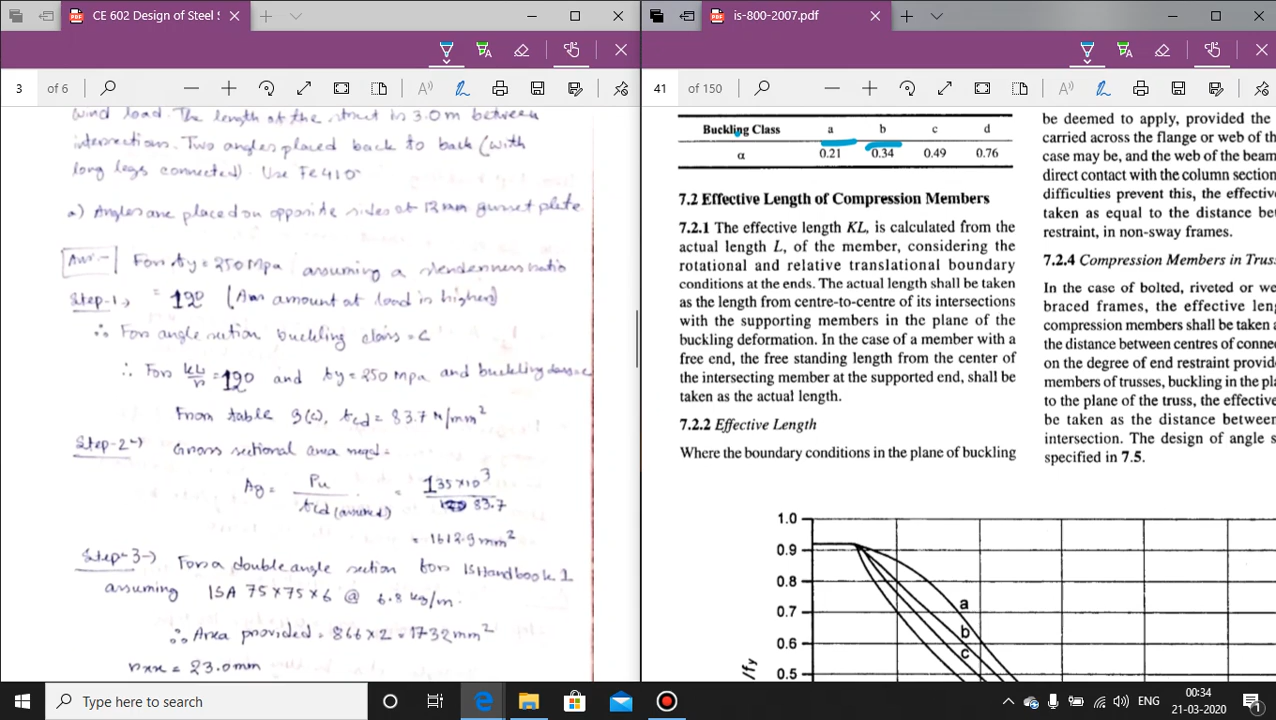 CE 602 Design of Steel S
3 of 6
wind load. The length of the strut is 3.0m between
intersections. Two angles placed back to back (with
long legs connected). Use Fe410
a) Angles are placed on opposite sides of 12 mm gusset plate
Ans:- For fy = 250 MPa assuming a slenderness ratio
Step-1, = 120 (As amount of load is higher)
∴ For angle section buckling class = C
∴ For KL/r = 120 and fy = 250 MPa and buckling class = c
From table 9(c), fcd = 83.7 N/mm²
Step-2 Gross sectional area reqd =
Ag = Pu / fcd(assumed) = 135×10³ / 83.7
= 1612.9 mm²
Step-3 For a double angle section from IS Handbook 1
assuming ISA 75×75×6 @ 6.8 kg/m.
∴ Area provided = 866×2 = 1732 mm²
rxx = 23.0mm
is-800-2007.pdf
41 of 150
Buckling Class a b c d
α 0.21 0.34 0.49 0.76
7.2 Effective Length of Compression Members
7.2.1 The effective length KL, is calculated from the
actual length L, of the member, considering the
rotational and relative translational boundary
conditions at the ends. The actual length shall be taken
as the length from centre-to-centre of its intersections
with the supporting members in the plane of the
buckling deformation. In the case of a member with a
free end, the free standing length from the center of
the intersecting member at the supported end, shall be
taken as the actual length.
7.2.2 Effective Length
Where the boundary conditions in the plane of buckling
be deemed to apply, provided the
carried across the flange or web of th
case may be, and the web of the beam
direct contact with the column section
difficulties prevent this, the effective
taken as equal to the distance be
restraint, in non-sway frames.
7.2.4 Compression Members in Trus
In the case of bolted, riveted or we
braced frames, the effective leng
compression members shall be taken a
the distance between centres of conne
on the degree of end restraint provid
members of trusses, buckling in the pla
to the plane of the truss, the effective
be taken as the distance between
intersection. The design of angle s
specified in 7.5.
1.0
0.9
0.8
0.7
0.6
0.5
a
b
c
/fy
Type here to search
ENG
00:34
21-03-2020
1